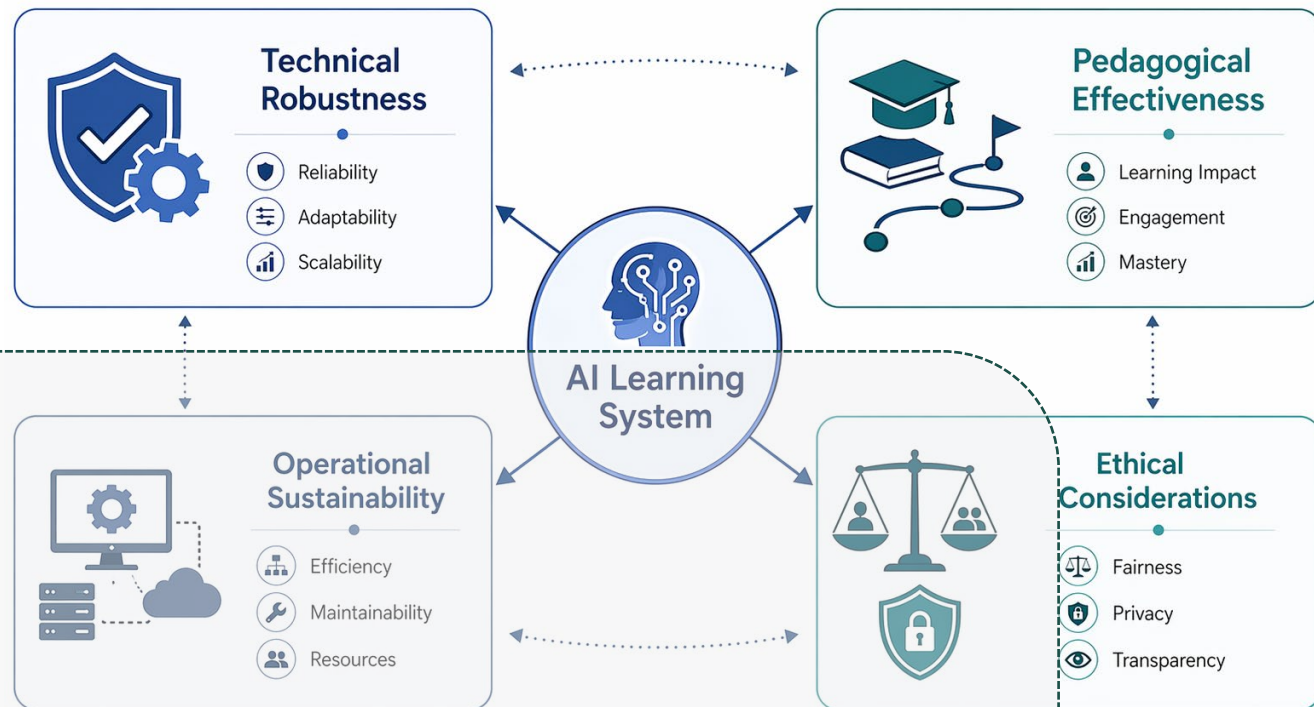 Technical
Robustness
Reliability
Adaptability
Scalability
Pedagogical
Effectiveness
Learning Impact
Engagement
Mastery
AI Learning
System
Operational
Sustainability
Efficiency
Maintainability
Resources
Ethical
Considerations
Fairness
Privacy
Transparency